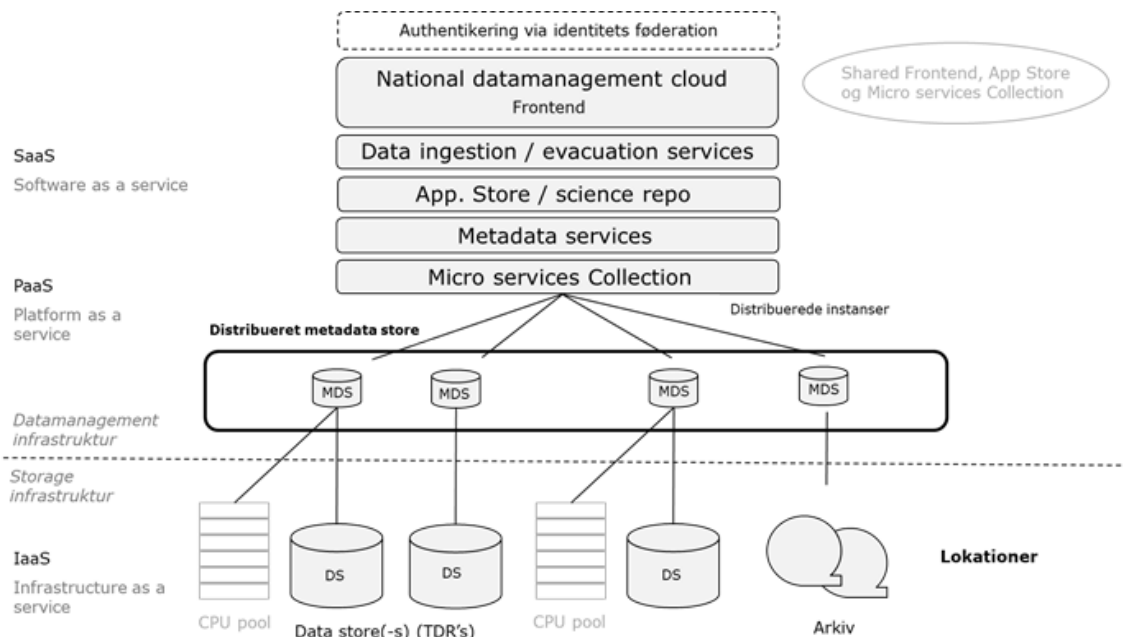 Authentikering via identitets føderation
National datamanagement cloud
Frontend
Shared Frontend, App Store
og Micro services Collection
SaaS
Software as a service
Data ingestion / evacuation services
App. Store / science repo
Metadata services
Micro services Collection
PaaS
Platform as a
service
Distribuerede instanser
Distribueret metadata store
MDS
MDS
MDS
MDS
Datamanagement
infrastruktur
Storage
infrastruktur
IaaS
Infrastructure as a
service
DS
DS
DS
Lokationer
CPU pool
Data store(-s) (TDR's)
CPU pool
Arkiv